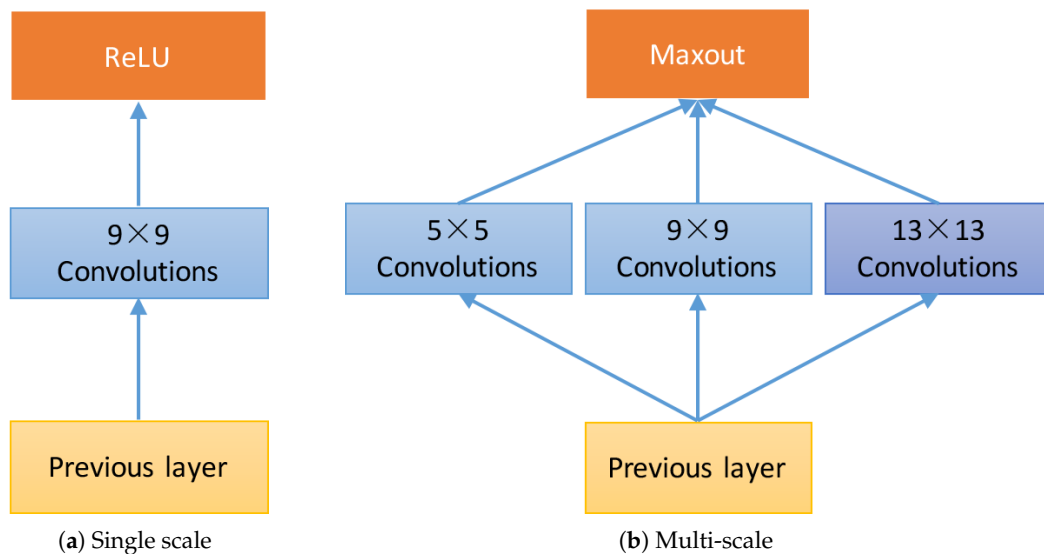 ReLU
9×9
Convolutions
Previous layer
(a) Single scale
Maxout
5×5
Convolutions
9×9
Convolutions
13×13
Convolutions
Previous layer
(b) Multi-scale